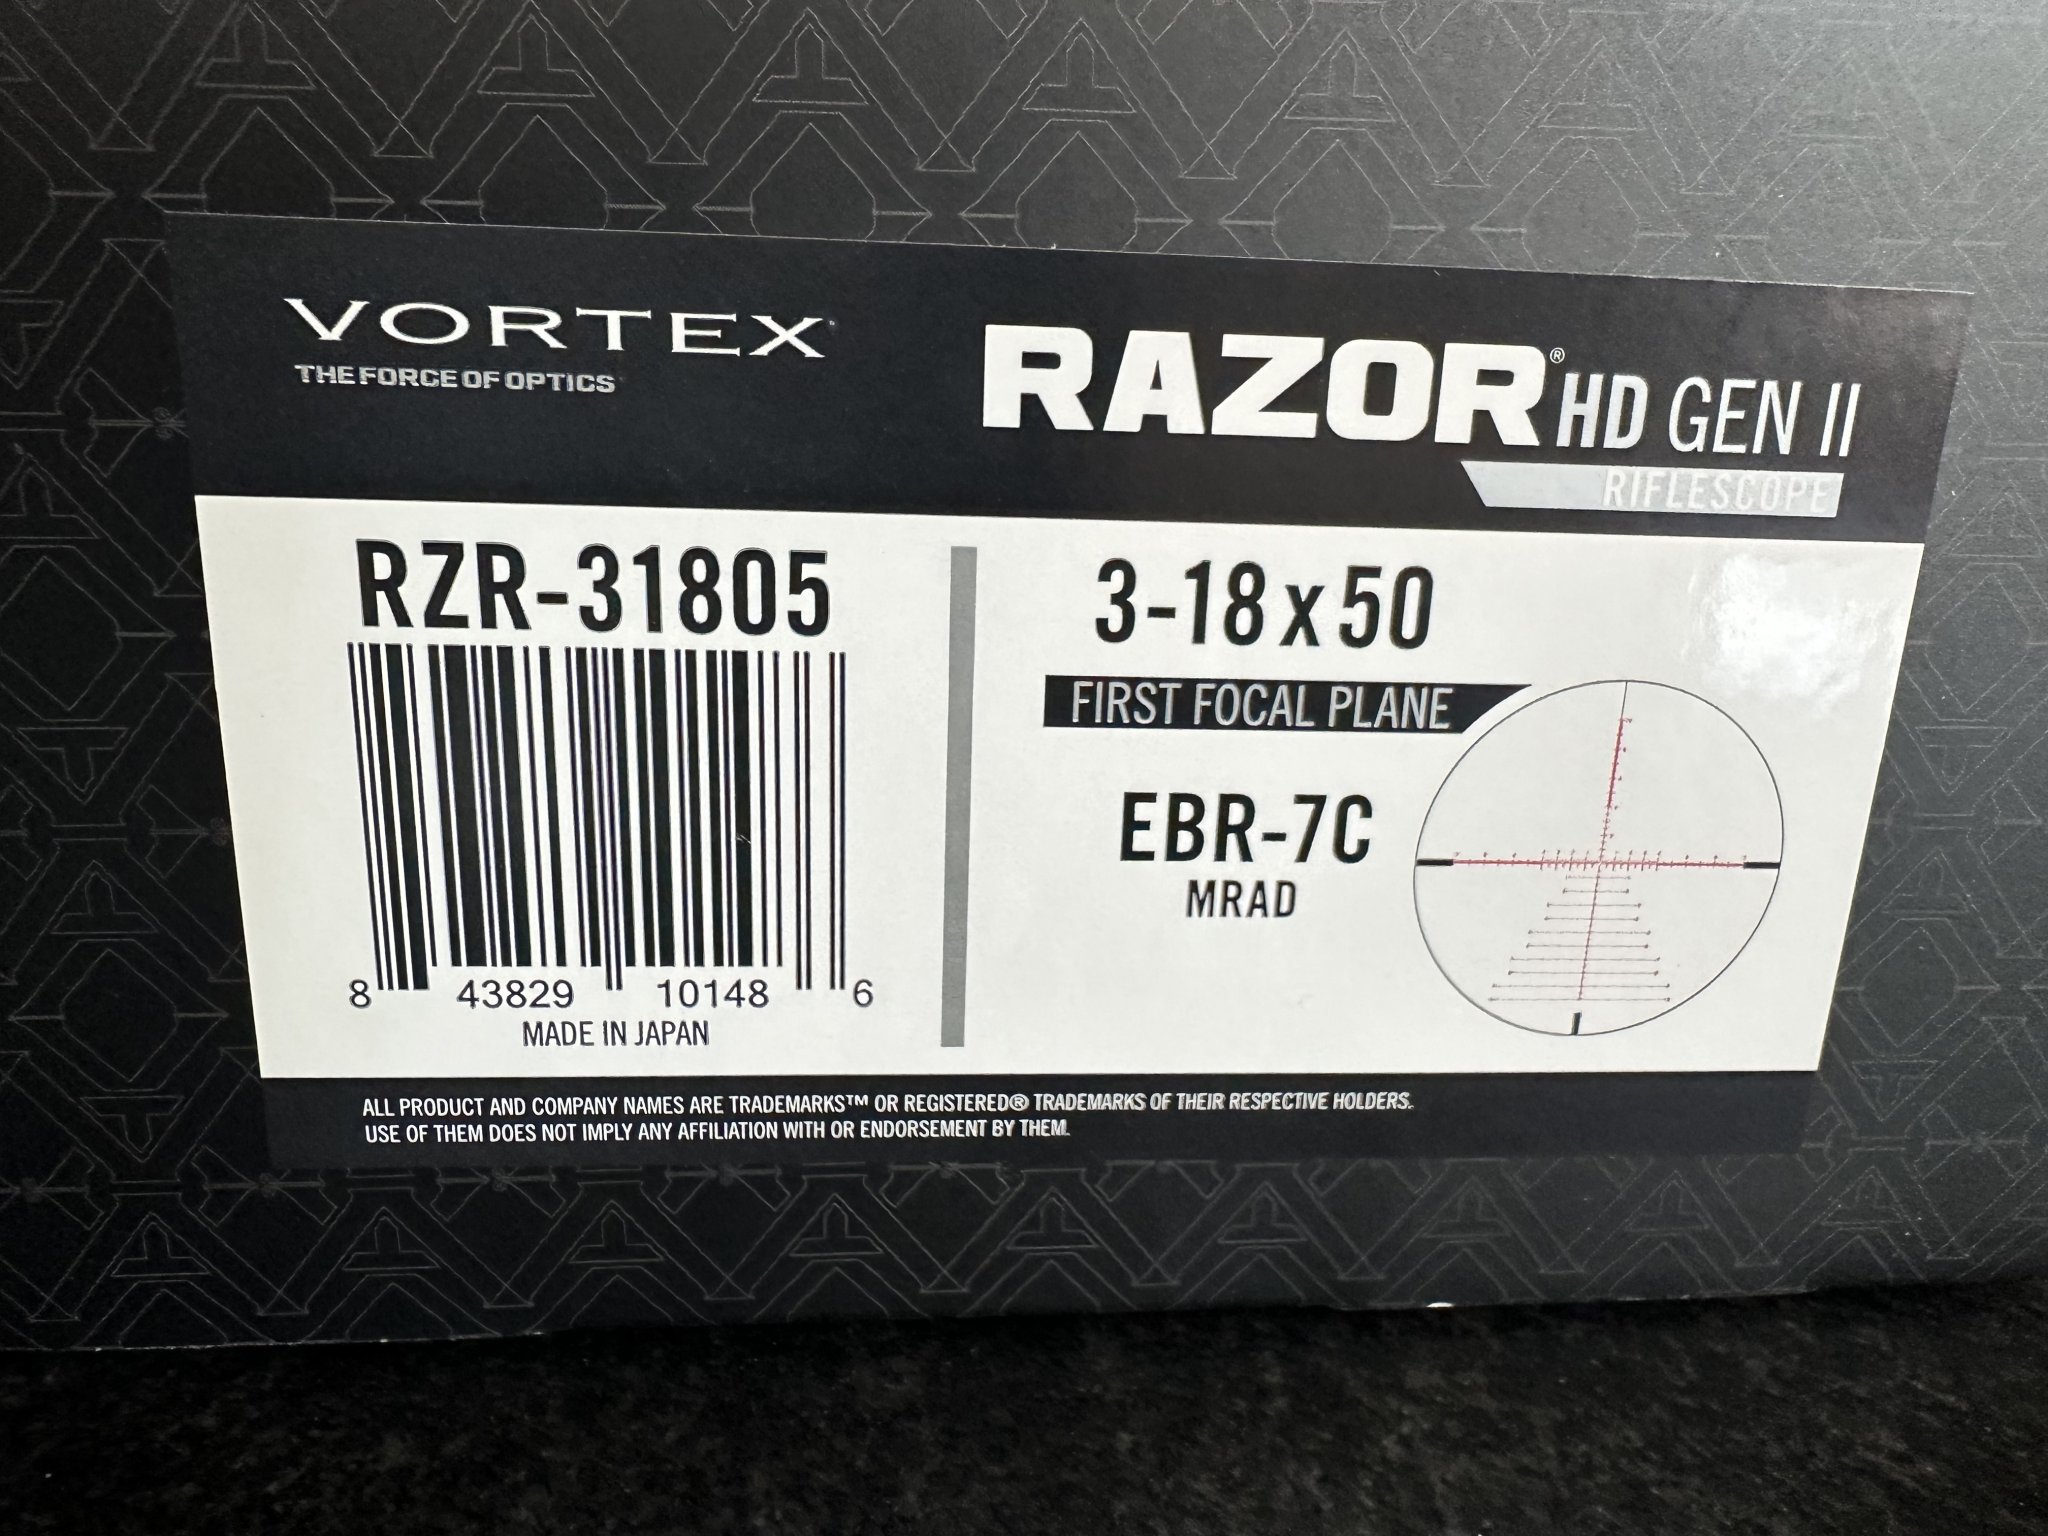 VORTEX
THE FORCE OF OPTICS
RAZOR® HD GEN II
RIFLESCOPE
RZR-31805
8 43829 10148 6
MADE IN JAPAN
3-18x50
FIRST FOCAL PLANE
EBR-7C
MRAD
ALL PRODUCT AND COMPANY NAMES ARE TRADEMARKS™ OR REGISTERED® TRADEMARKS OF THEIR RESPECTIVE HOLDERS.
USE OF THEM DOES NOT IMPLY ANY AFFILIATION WITH OR ENDORSEMENT BY THEM.